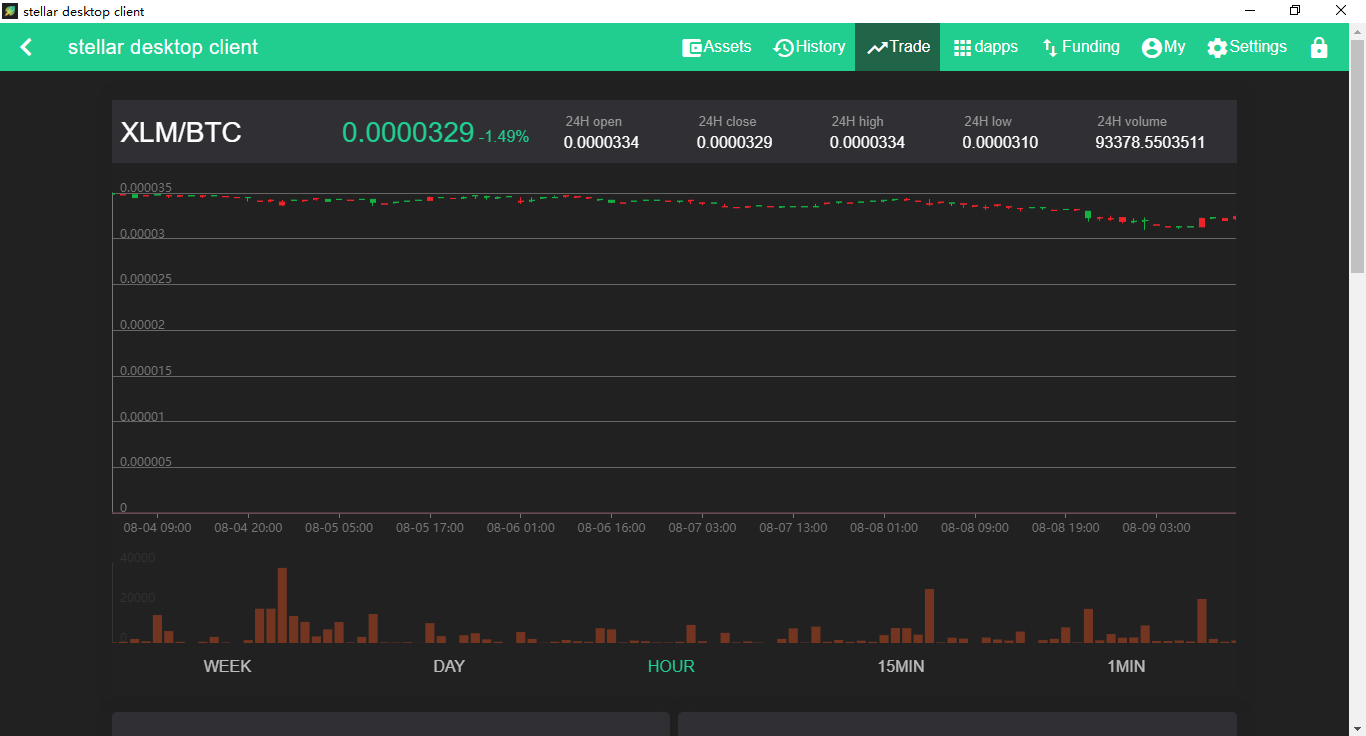 stellar desktop client
stellar desktop client Assets History Trade dapps Funding My Settings
XLM/BTC 0.0000329 -1.49%
24H open 24H close 24H high 24H low 24H volume
0.0000334 0.0000329 0.0000334 0.0000310 93378.5503511
0.000035
0.00003
0.000025
0.00002
0.000015
0.00001
0.000005
0
08-04 09:00 08-04 20:00 08-05 05:00 08-05 17:00 08-06 01:00 08-06 16:00 08-07 03:00 08-07 13:00 08-08 01:00 08-08 09:00 08-08 19:00 08-09 03:00
40000
20000
0
WEEK DAY HOUR 15MIN 1MIN